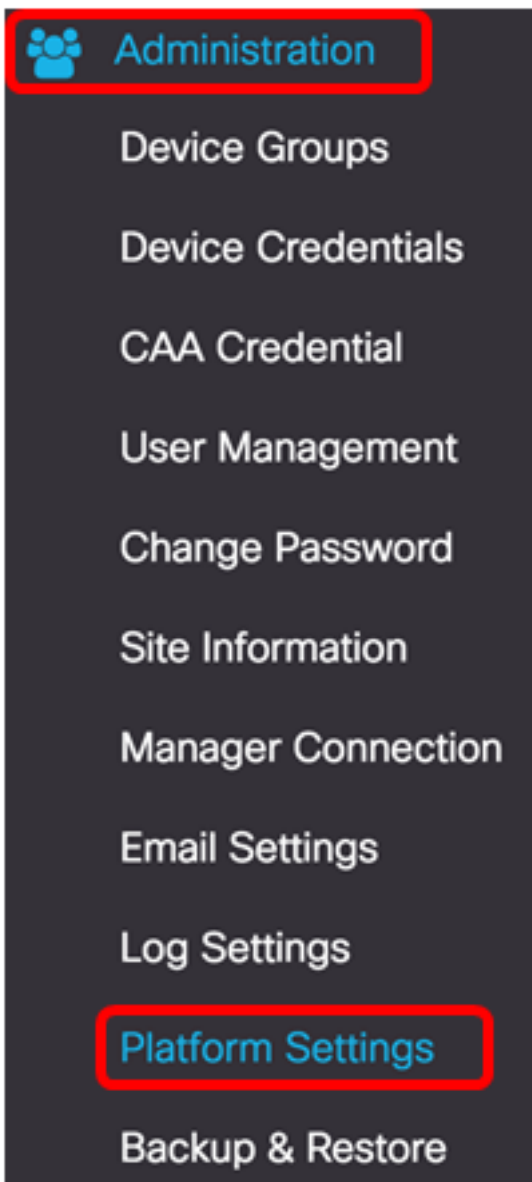 Administration
Device Groups
Device Credentials
CAA Credential
User Management
Change Password
Site Information
Manager Connection
Email Settings
Log Settings
Platform Settings
Backup & Restore